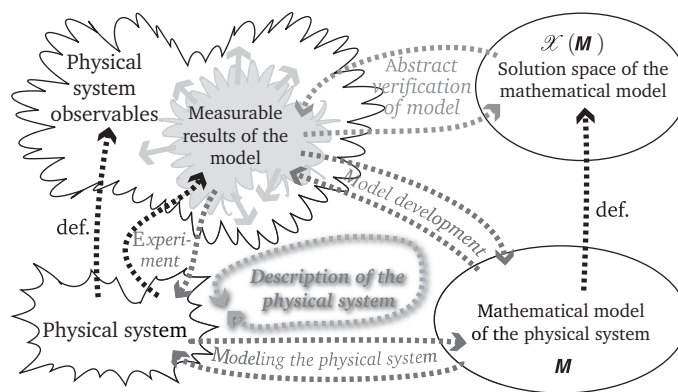 Physical
system
observables
Measurable
results of the
model
Abstract
verification
of model
𝒳 (M)
Solution space of the
mathematical model
def.
Experi-
ment
Model development
def.
Description of the
physical system
Physical system
Modeling the physical system
Mathematical model
of the physical system
M